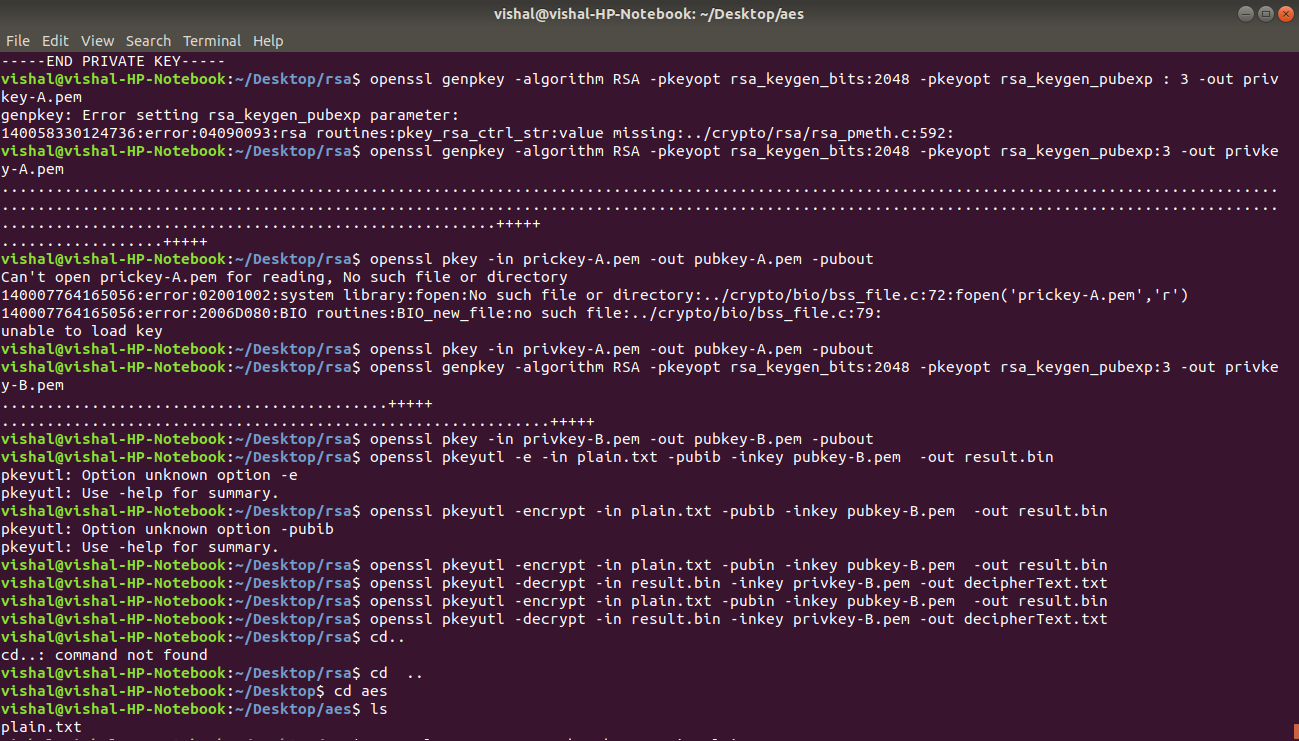 vishal@vishal-HP-Notebook: ~/Desktop/aes
File Edit View Search Terminal Help
-----END PRIVATE KEY-----
vishal@vishal-HP-Notebook:~/Desktop/rsa$ openssl genpkey -algorithm RSA -pkeyopt rsa_keygen_bits:2048 -pkeyopt rsa_keygen_pubexp : 3 -out priv
key-A.pem
genpkey: Error setting rsa_keygen_pubexp parameter:
140058330124736:error:04090093:rsa routines:pkey_rsa_ctrl_str:value missing:../crypto/rsa/rsa_pmeth.c:592:
vishal@vishal-HP-Notebook:~/Desktop/rsa$ openssl genpkey -algorithm RSA -pkeyopt rsa_keygen_bits:2048 -pkeyopt rsa_keygen_pubexp:3 -out privke
y-A.pem
..............................................................................................................................................
..............................................................................................................................................
.......................................................+++++
..................+++++
vishal@vishal-HP-Notebook:~/Desktop/rsa$ openssl pkey -in prickey-A.pem -out pubkey-A.pem -pubout
Can't open prickey-A.pem for reading, No such file or directory
140007764165056:error:02001002:system library:fopen:No such file or directory:../crypto/bio/bss_file.c:72:fopen('prickey-A.pem','r')
140007764165056:error:2006D080:BIO routines:BIO_new_file:no such file:../crypto/bio/bss_file.c:79:
unable to load key
vishal@vishal-HP-Notebook:~/Desktop/rsa$ openssl pkey -in privkey-A.pem -out pubkey-A.pem -pubout
vishal@vishal-HP-Notebook:~/Desktop/rsa$ openssl genpkey -algorithm RSA -pkeyopt rsa_keygen_bits:2048 -pkeyopt rsa_keygen_pubexp:3 -out privke
y-B.pem
...........................................+++++
.............................................................+++++
vishal@vishal-HP-Notebook:~/Desktop/rsa$ openssl pkey -in privkey-B.pem -out pubkey-B.pem -pubout
vishal@vishal-HP-Notebook:~/Desktop/rsa$ openssl pkeyutl -e -in plain.txt -pubib -inkey pubkey-B.pem  -out result.bin
pkeyutl: Option unknown option -e
pkeyutl: Use -help for summary.
vishal@vishal-HP-Notebook:~/Desktop/rsa$ openssl pkeyutl -encrypt -in plain.txt -pubib -inkey pubkey-B.pem  -out result.bin
pkeyutl: Option unknown option -pubib
pkeyutl: Use -help for summary.
vishal@vishal-HP-Notebook:~/Desktop/rsa$ openssl pkeyutl -encrypt -in plain.txt -pubin -inkey pubkey-B.pem  -out result.bin
vishal@vishal-HP-Notebook:~/Desktop/rsa$ openssl pkeyutl -decrypt -in result.bin -inkey privkey-B.pem -out decipherText.txt
vishal@vishal-HP-Notebook:~/Desktop/rsa$ openssl pkeyutl -encrypt -in plain.txt -pubin -inkey pubkey-B.pem  -out result.bin
vishal@vishal-HP-Notebook:~/Desktop/rsa$ openssl pkeyutl -decrypt -in result.bin -inkey privkey-B.pem -out decipherText.txt
vishal@vishal-HP-Notebook:~/Desktop/rsa$ cd..
cd..: command not found
vishal@vishal-HP-Notebook:~/Desktop/rsa$ cd  ..
vishal@vishal-HP-Notebook:~/Desktop$ cd aes
vishal@vishal-HP-Notebook:~/Desktop/aes$ ls
plain.txt